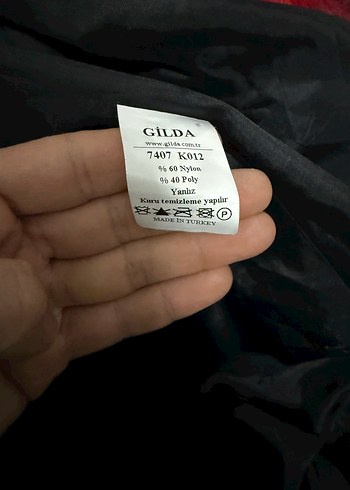 GİLDA
www.gilda.com.tr
7407 K012
% 60 Nylon
% 40 Poly
Yanlız
Kuru temizleme yapılır
P
MADE IN TURKEY